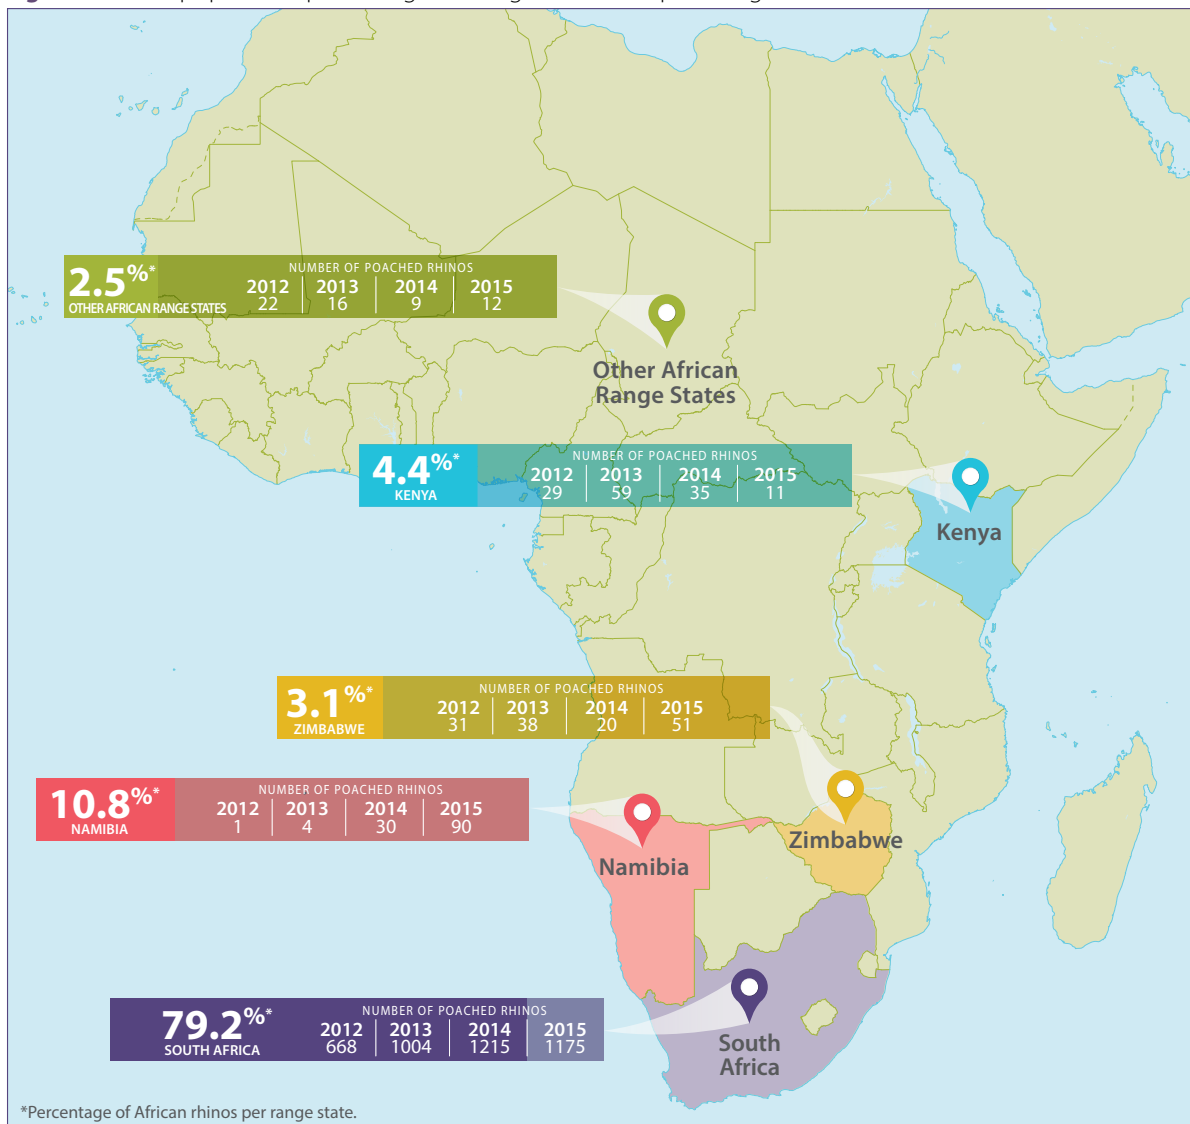 2.5%*
OTHER AFRICAN RANGE STATES
NUMBER OF POACHED RHINOS
2012 2013 2014 2015
22 16 9 12
Other African
Range States
4.4%*
KENYA
NUMBER OF POACHED RHINOS
2012 2013 2014 2015
29 59 35 11
Kenya
3.1%*
ZIMBABWE
NUMBER OF POACHED RHINOS
2012 2013 2014 2015
31 38 20 51
Zimbabwe
10.8%*
NAMIBIA
NUMBER OF POACHED RHINOS
2012 2013 2014 2015
1 4 30 90
Namibia
79.2%*
SOUTH AFRICA
NUMBER OF POACHED RHINOS
2012 2013 2014 2015
668 1004 1215 1175
South
Africa
*Percentage of African rhinos per range state.